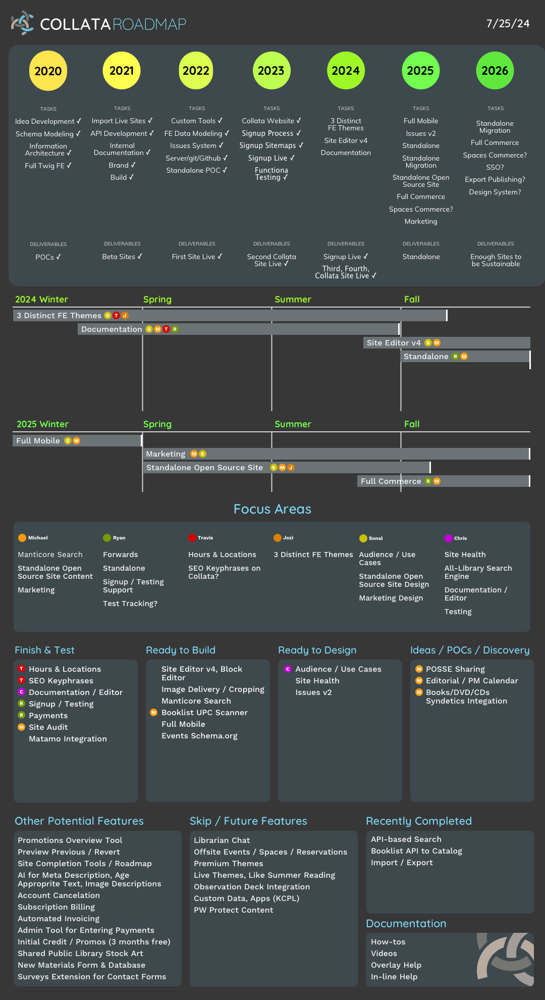 COLLATA ROADMAP
7/25/24
2020
2021
2022
2023
2024
2025
2026
TASKS
Idea Development ✓
Schema Modeling ✓
Information
Architecture ✓
Full Twig FE ✓
TASKS
Import Live Sites ✓
API Development ✓
Internal
Documentation ✓
Brand ✓
Build ✓
TASKS
Custom Tools ✓
FE Data Modeling ✓
Issues System ✓
Server/git/Github ✓
Standalone POC ✓
TASKS
Collata Website ✓
Signup Process ✓
Signup Sitemaps ✓
Signup Live ✓
Functiona
Testing ✓
TASKS
3 Distinct
FE Themes
Site Editor v4
Documentation
TASKS
Full Mobile
Issues v2
Standalone
Standalone
Migration
Standalone Open
Source Site
Full Commerce
Spaces Commerce?
Marketing
TASKS
Standalone
Migration
Full Commerce
Spaces Commerce?
SSO?
Export Publishing?
Design System?
DELIVERABLES
POCs ✓
DELIVERABLES
Beta Sites ✓
DELIVERABLES
First Site Live ✓
DELIVERABLES
Second Collata
Site Live ✓
DELIVERABLES
Signup Live ✓
Third, Fourth,
Collata Site Live ✓
DELIVERABLES
Standalone
DELIVERABLES
Enough Sites to
be Sustainable
2024 Winter
Spring
Summer
Fall
3 Distinct FE Themes S T J
Documentation S M T R
Site Editor v4 S M
Standalone R M
2025 Winter
Spring
Summer
Fall
Full Mobile S M
Marketing M S
Standalone Open Source Site S M J
Full Commerce R M
Focus Areas
Michael
Manticore Search
Standalone Open
Source Site Content
Marketing
Ryan
Forwards
Standalone
Signup / Testing
Support
Test Tracking?
Travis
Hours & Locations
SEO Keyphrases on
Collata?
Jozi
3 Distinct FE Themes
Sonal
Audience / Use
Cases
Standalone Open
Source Site Design
Marketing Design
Chris
Site Health
All-Library Search
Engine
Documentation /
Editor
Testing
Finish & Test
T Hours & Locations
T SEO Keyphrases
C Documentation / Editor
R Signup / Testing
R Payments
M Site Audit
Matamo Integration
Ready to Build
Site Editor v4, Block
Editor
Image Delivery / Cropping
Manticore Search
M Booklist UPC Scanner
Full Mobile
Events Schema.org
Ready to Design
C Audience / Use Cases
Site Health
Issues v2
Ideas / POCs / Discovery
M POSSE Sharing
M Editorial / PM Calendar
M Books/DVD/CDs
Syndetics Integation
Other Potential Features
Promotions Overview Tool
Preview Previous / Revert
Site Completion Tools / Roadmap
AI for Meta Description, Age
Approprite Text, Image Descriptions
Account Cancelation
Subscription Billing
Automated Invoicing
Admin Tool for Entering Payments
Initial Credit / Promos (3 months free)
Shared Public Library Stock Art
New Materials Form & Database
Surveys Extension for Contact Forms
Skip / Future Features
Librarian Chat
Offsite Events / Spaces / Reservations
Premium Themes
Live Themes, Like Summer Reading
Observation Deck Integration
Custom Data, Apps (KCPL)
PW Protect Content
Recently Completed
API-based Search
Booklist API to Catalog
Import / Export
Documentation
How-tos
Videos
Overlay Help
In-line Help